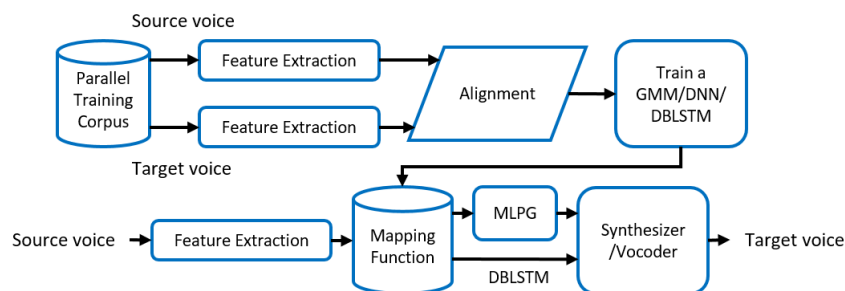 Source voice
Feature Extraction
Parallel
Training
Corpus
Feature Extraction
Target voice
Alignment
Train a
GMM/DNN/
DBLSTM
Source voice
Feature Extraction
Mapping
Function
MLPG
DBLSTM
Synthesizer
/Vocoder
Target voice